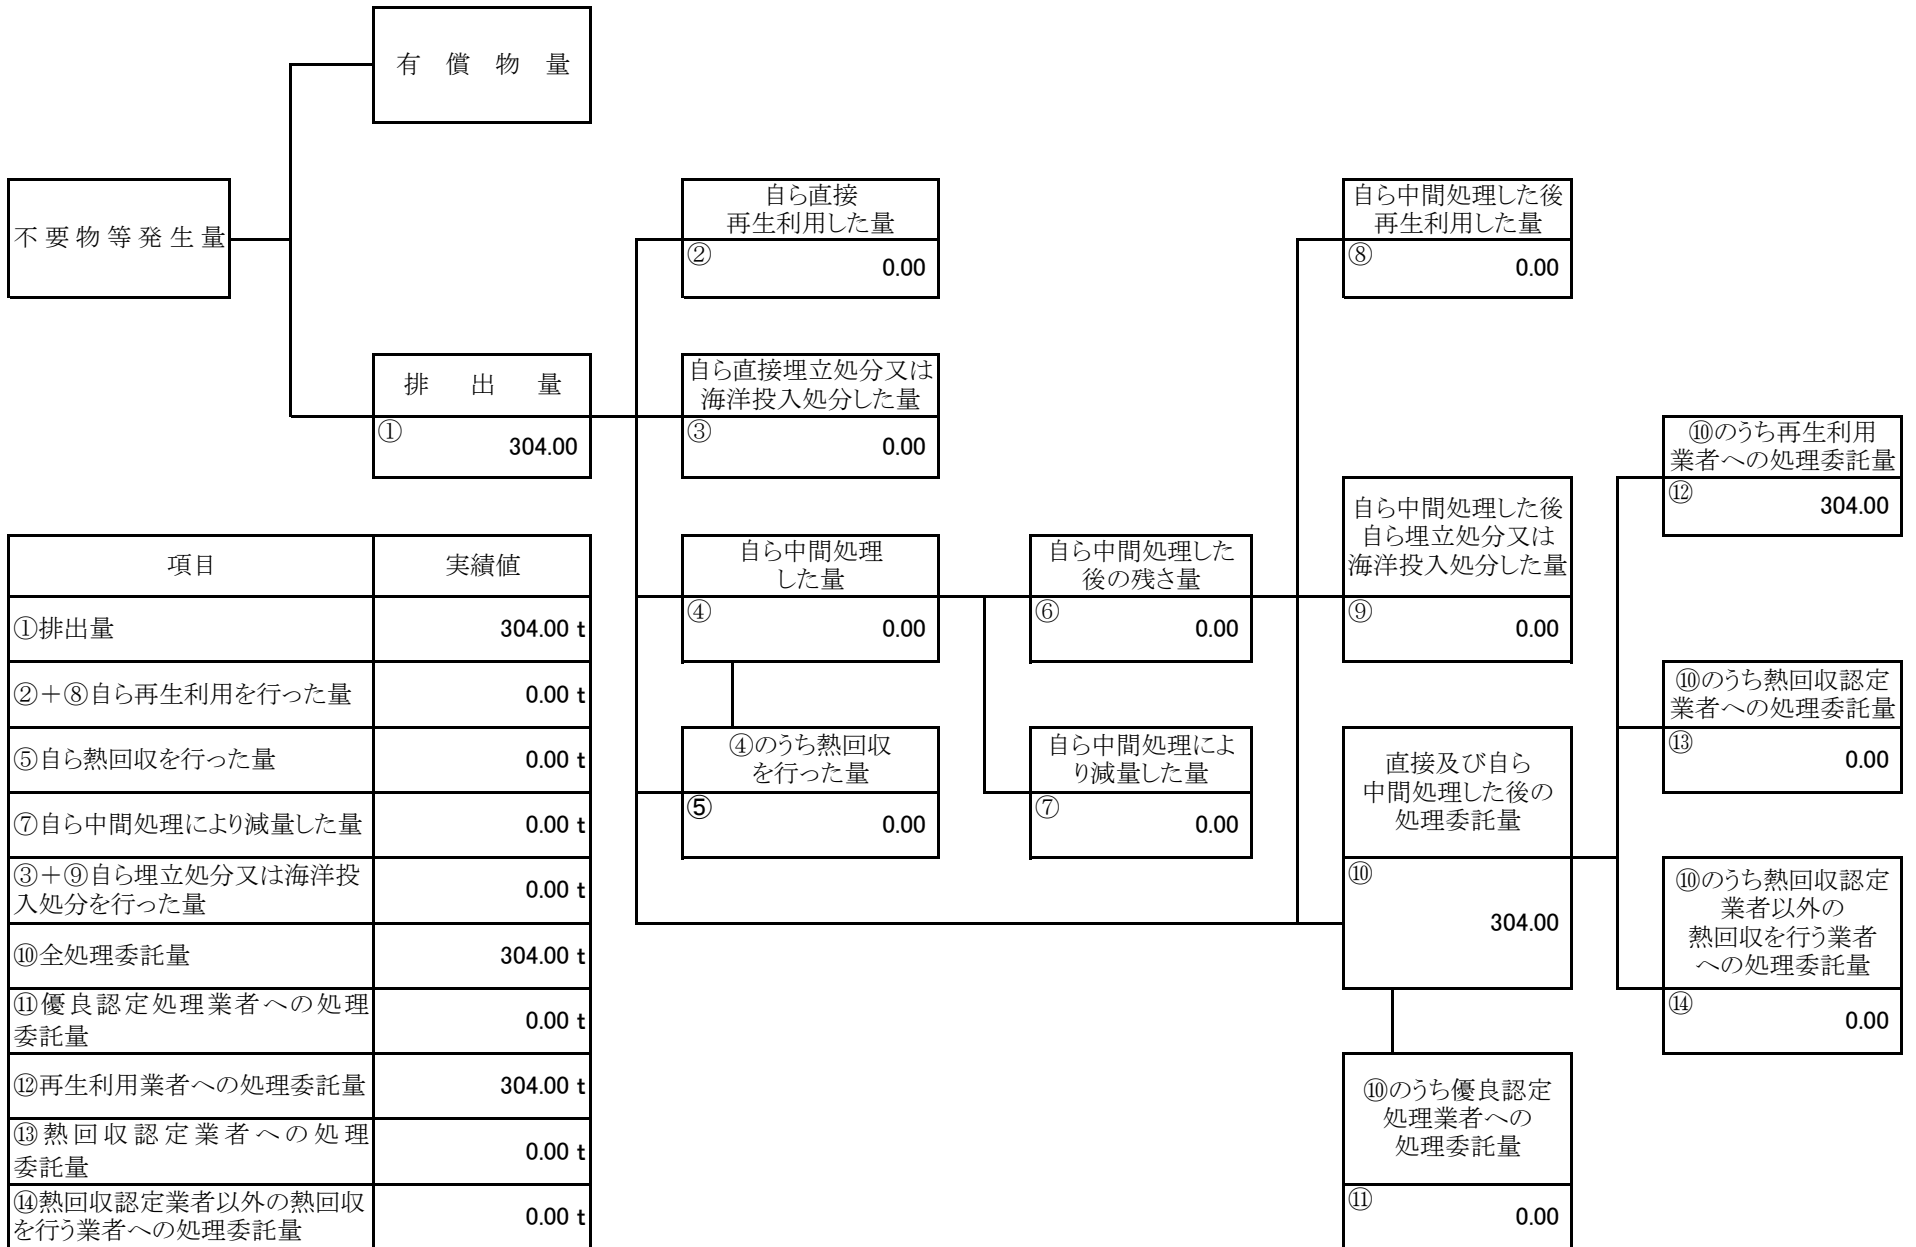 有償物量
不要物等発生量
排出量
①
304.00
自ら直接
再生利用した量
②
0.00
自ら直接埋立処分又は
海洋投入処分した量
③
0.00
自ら中間処理
した量
④
0.00
④のうち熱回収
を行った量
⑤
0.00
自ら中間処理した
後の残さ量
⑥
0.00
自ら中間処理によ
り減量した量
⑦
0.00
自ら中間処理した後
再生利用した量
⑧
0.00
自ら中間処理した後
自ら埋立処分又は
海洋投入処分した量
⑨
0.00
直接及び自ら
中間処理した後の
処理委託量
⑩
304.00
⑩のうち優良認定
処理業者への
処理委託量
⑪
0.00
⑩のうち再生利用
業者への処理委託量
⑫
304.00
⑩のうち熱回収認定
業者への処理委託量
⑬
0.00
⑩のうち熱回収認定
業者以外の
熱回収を行う業者
への処理委託量
⑭
0.00
項目 実績値
①排出量 304.00 t
②＋⑧自ら再生利用を行った量 0.00 t
⑤自ら熱回収を行った量 0.00 t
⑦自ら中間処理により減量した量 0.00 t
③＋⑨自ら埋立処分又は海洋投
入処分を行った量 0.00 t
⑩全処理委託量 304.00 t
⑪優良認定処理業者への処理
委託量 0.00 t
⑫再生利用業者への処理委託量 304.00 t
⑬熱回収認定業者への処理
委託量 0.00 t
⑭熱回収認定業者以外の熱回収
を行う業者への処理委託量 0.00 t